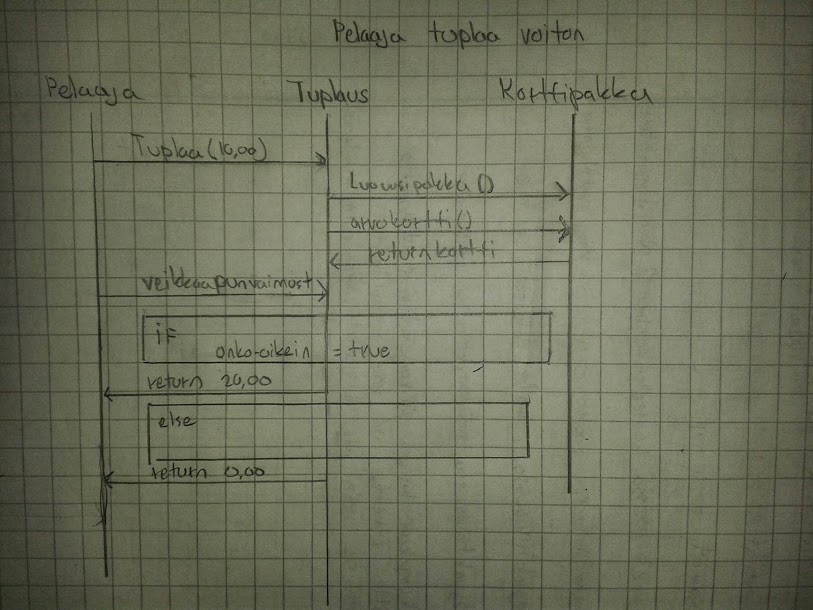 Pelaaja tuplaa voiton
Pelaaja Tuplaus Korttipakka
Tuplaa(10,00)
luouusipakka()
arvokortti()
return kortti
veikkaapunvaimost
if
onko-oikein = true
return 20,00
else
return 0,00